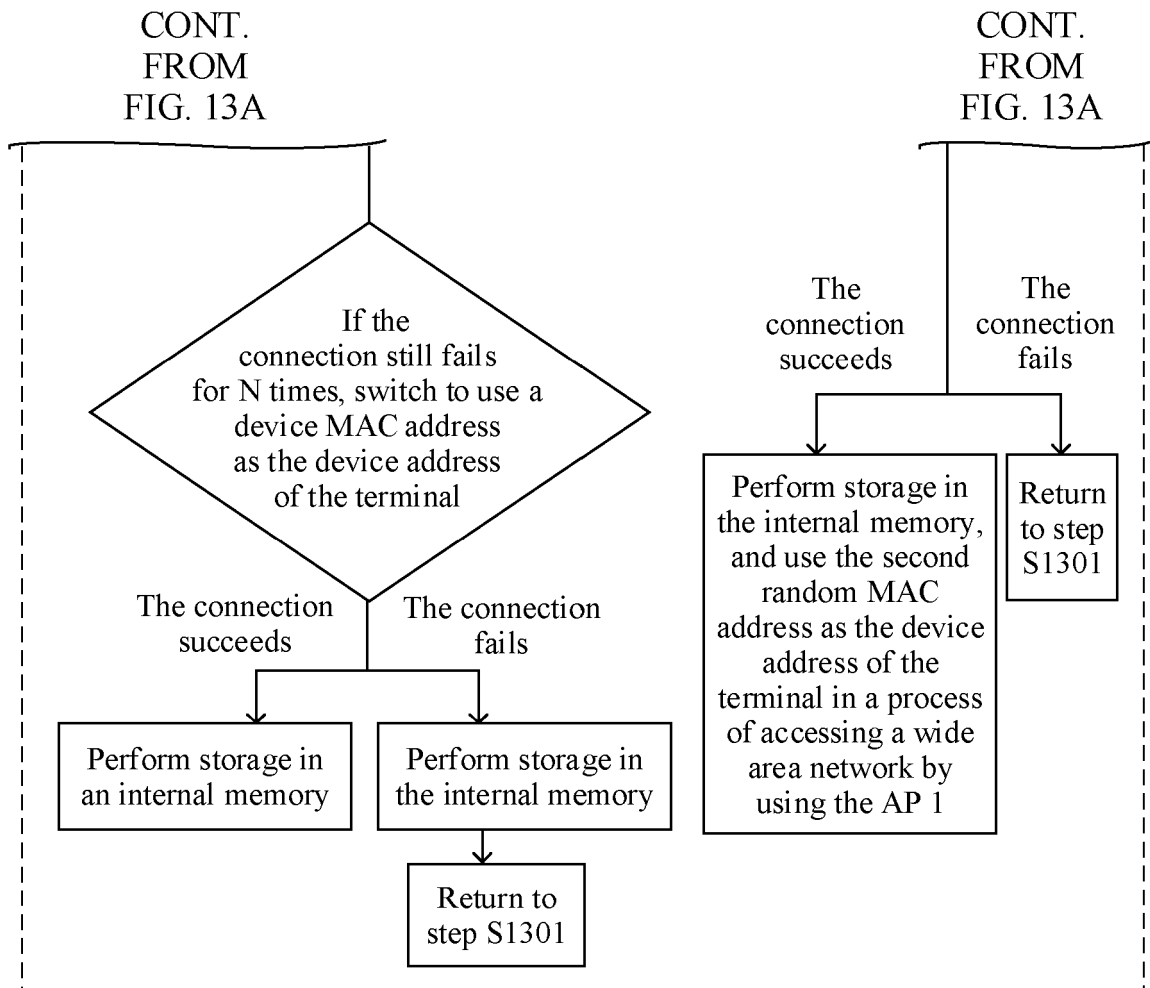 CONT.
FROM
FIG. 13A
CONT.
FROM
FIG. 13A
If the
connection still fails
for N times, switch to use a
device MAC address
as the device address
of the terminal
The connection
succeeds
The connection
fails
Perform storage in
an internal memory
Perform storage in
the internal memory
Return to
step S1301
The
connection
succeeds
The
connection
fails
Perform storage in
the internal memory,
and use the second
random MAC
address as the device
address of the
terminal in a process
of accessing a wide
area network by
using the AP 1
Return
to step
S1301